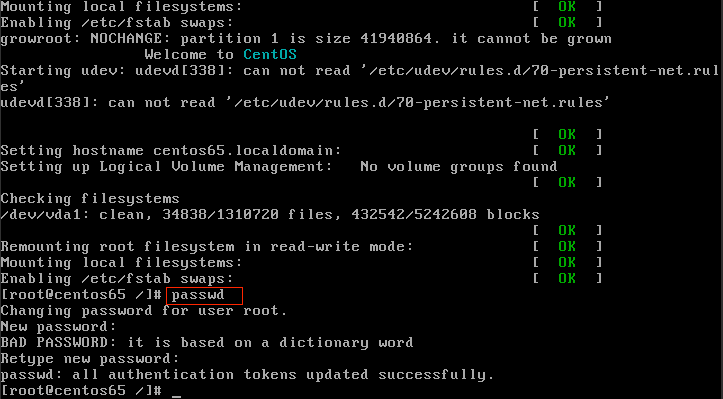 Mounting local filesystems:                                [  OK  ]
Enabling /etc/fstab swaps:                                 [  OK  ]
growroot: NOCHANGE: partition 1 is size 41940864. it cannot be grown
                Welcome to CentOS
Starting udev: udevd[338]: can not read '/etc/udev/rules.d/70-persistent-net.rul
es'
udevd[338]: can not read '/etc/udev/rules.d/70-persistent-net.rules'
                                                           [  OK  ]
Setting hostname centos65.localdomain:                     [  OK  ]
Setting up Logical Volume Management:   No volume groups found
                                                           [  OK  ]
Checking filesystems
/dev/vda1: clean, 34838/1310720 files, 432542/5242608 blocks
                                                           [  OK  ]
Remounting root filesystem in read-write mode:             [  OK  ]
Mounting local filesystems:                                [  OK  ]
Enabling /etc/fstab swaps:                                 [  OK  ]
[root@centos65 /]# passwd
Changing password for user root.
New password:
BAD PASSWORD: it is based on a dictionary word
Retype new password:
passwd: all authentication tokens updated successfully.
[root@centos65 /]# _